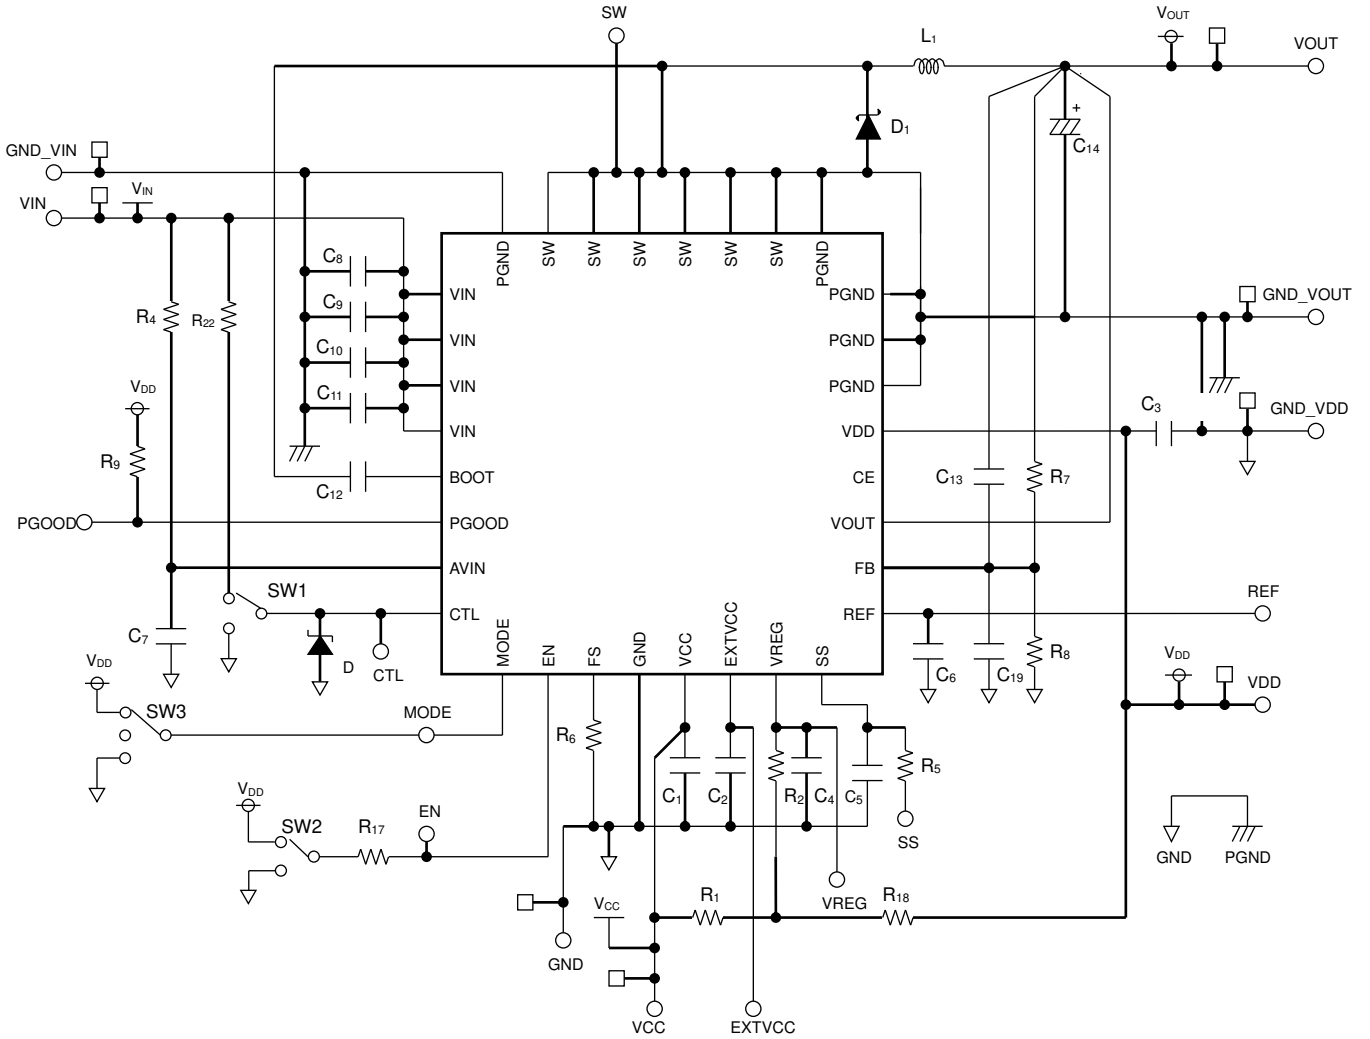 SW
L1
VOUT
VOUT
D1
+
C14
GND_VIN
VIN
VIN
PGND
SW
SW
SW
SW
SW
SW
PGND
C8
C9
C10
C11
C12
R4
R22
VDD
R9
PGOOD
VIN
VIN
VIN
VIN
BOOT
PGOOD
AVIN
CTL
PGND
PGND
PGND
VDD
CE
VOUT
FB
REF
GND_VOUT
C3
GND_VDD
C13
R7
REF
SW1
C7
D
CTL
MODE
EN
FS
GND
VCC
EXTVCC
VREG
SS
C6
C19
R8
VDD
SW3
MODE
VDD
VDD
R6
C1
C2
R2
C4
C5
R5
SS
VDD
SW2
R17
EN
GND
PGND
VREG
VCC
R1
R18
GND
VCC
EXTVCC